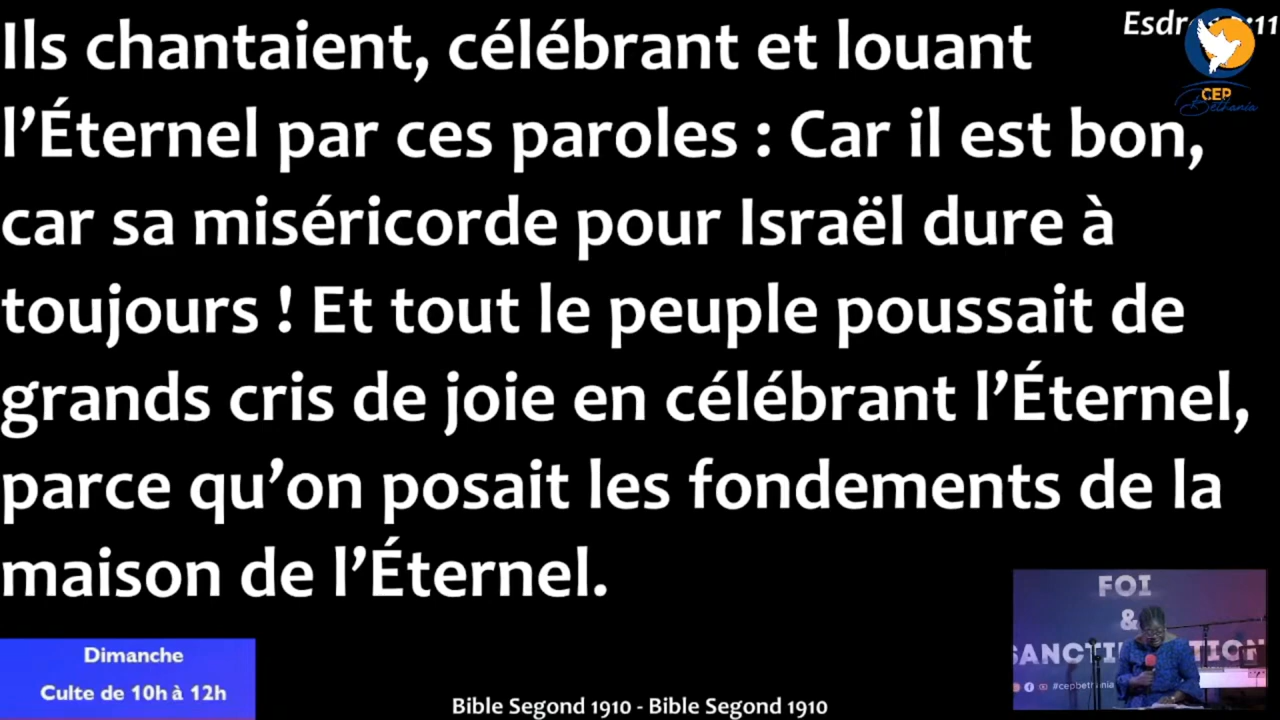 Ils chantaient, célébrant et louant
l’Éternel par ces paroles : Car il est bon,
car sa miséricorde pour Israël dure à
toujours ! Et tout le peuple poussait de
grands cris de joie en célébrant l’Éternel,
parce qu’on posait les fondements de la
maison de l’Éternel.
CEP
Béthania
FOI
&
#cepbethania
Dimanche
Culte de 10h à 12h
Bible Segond 1910 - Bible Segond 1910